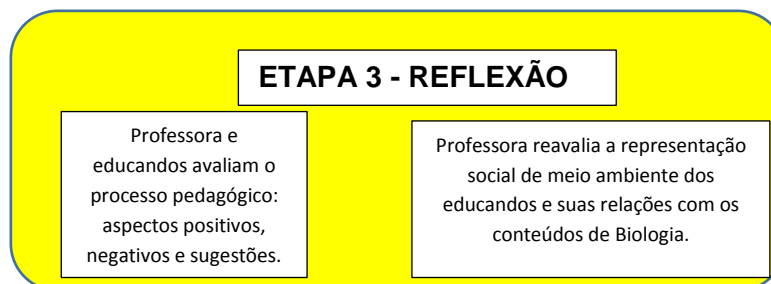 ETAPA 3 - REFLEXÃO
Professora e
educandos avaliam o
processo pedagógico:
aspectos positivos,
negativos e sugestões.
Professora reavalia a representação
social de meio ambiente dos
educandos e suas relações com os
conteúdos de Biologia.